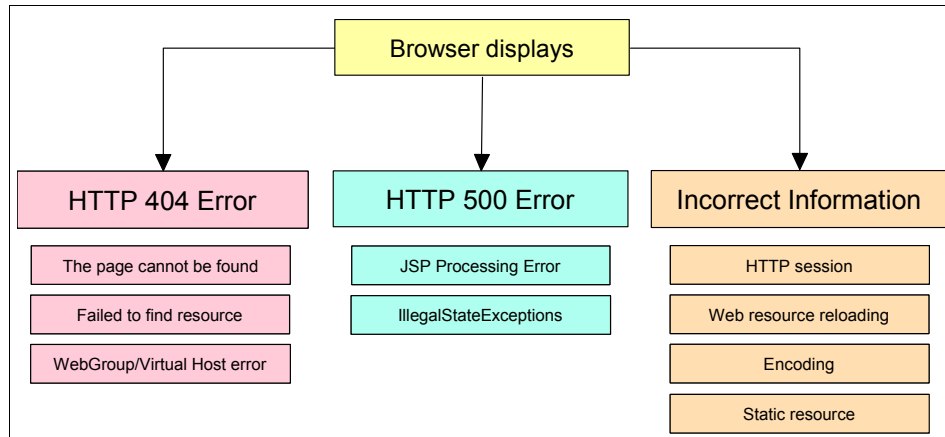 Browser displays
HTTP 404 Error
The page cannot be found
Failed to find resource
WebGroup/Virtual Host error
HTTP 500 Error
JSP Processing Error
IllegalStateExceptions
Incorrect Information
HTTP session
Web resource reloading
Encoding
Static resource